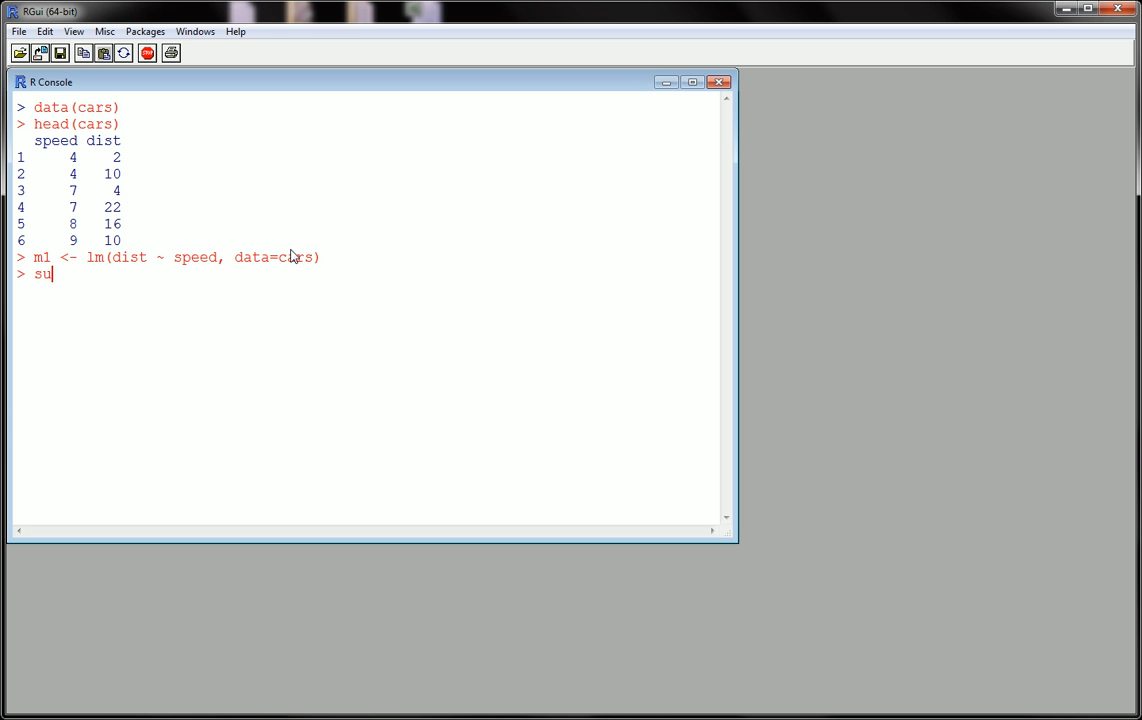 RGui (64-bit)
File Edit View Misc Packages Windows Help
STOP
R Console
> data(cars)
> head(cars)
  speed dist
1     4    2
2     4   10
3     7    4
4     7   22
5     8   16
6     9   10
> m1 <- lm(dist ~ speed, data=cars)
> su